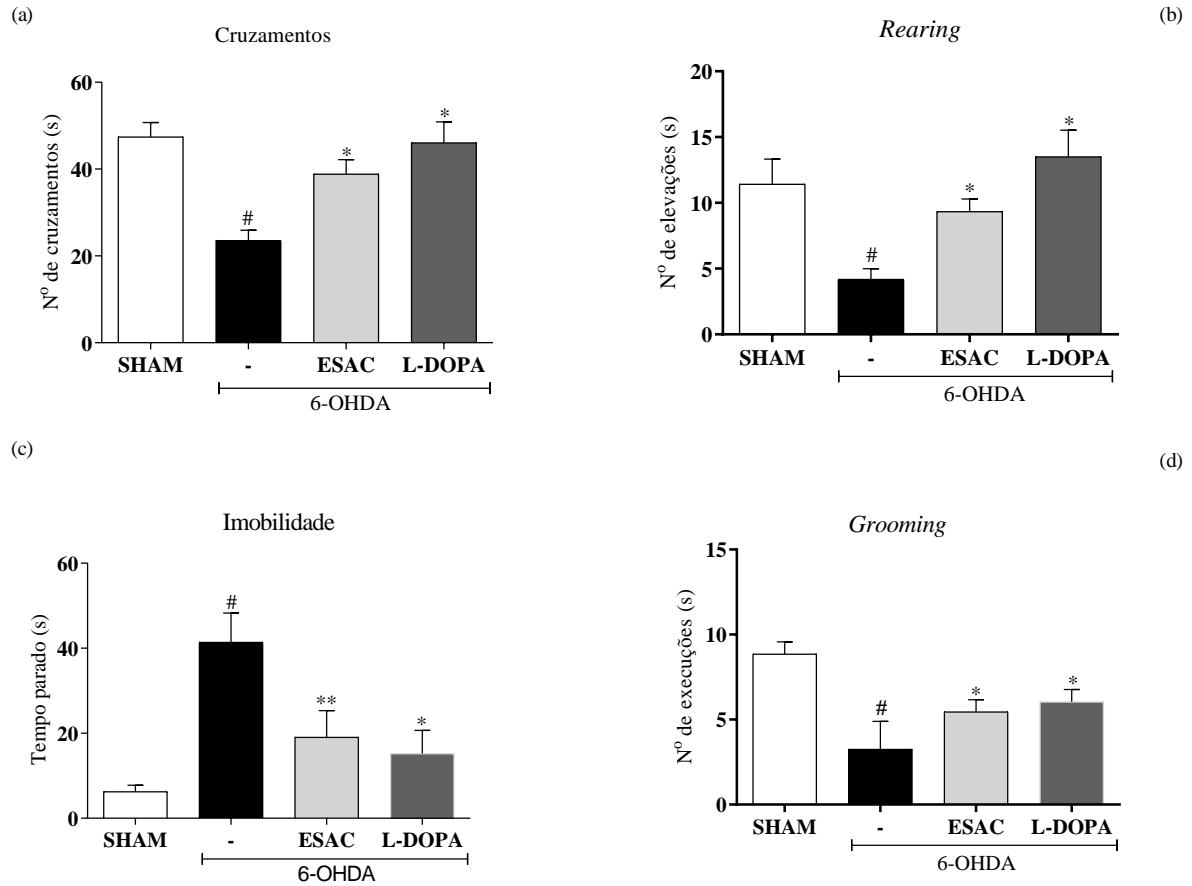 (a)
Cruzamentos
Nº de cruzamentos (s)
60
40
20
0
#
*
*
SHAM
-
ESAC
L-DOPA
6-OHDA
(b)
Rearing
Nº de elevações (s)
20
15
10
5
0
#
*
*
SHAM
-
ESAC
L-DOPA
6-OHDA
(c)
Imobilidade
Tempo parado (s)
60
40
20
0
#
**
*
SHAM
-
ESAC
L-DOPA
6-OHDA
(d)
Grooming
Nº de execuções (s)
15
10
5
0
#
*
*
SHAM
-
ESAC
L-DOPA
6-OHDA